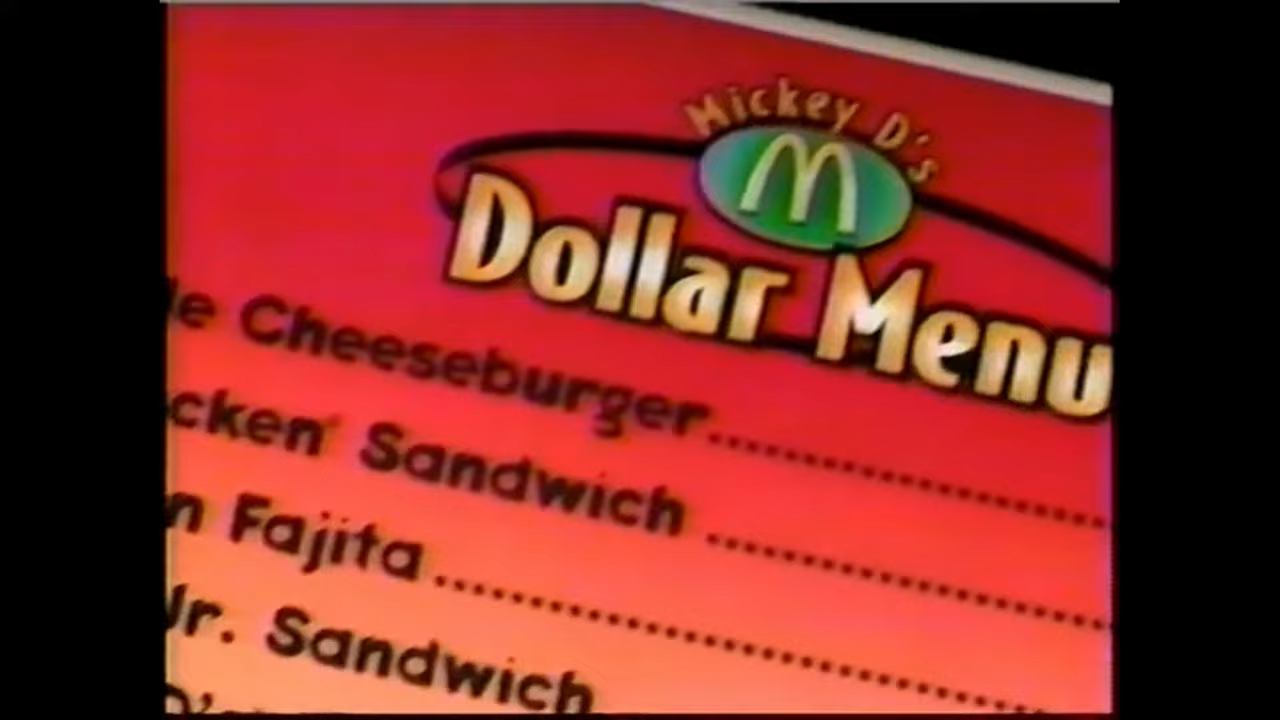 Mickey D's
M
Dollar Menu
le Cheeseburger
cken Sandwich
n Fajita
Jr. Sandwich
D's